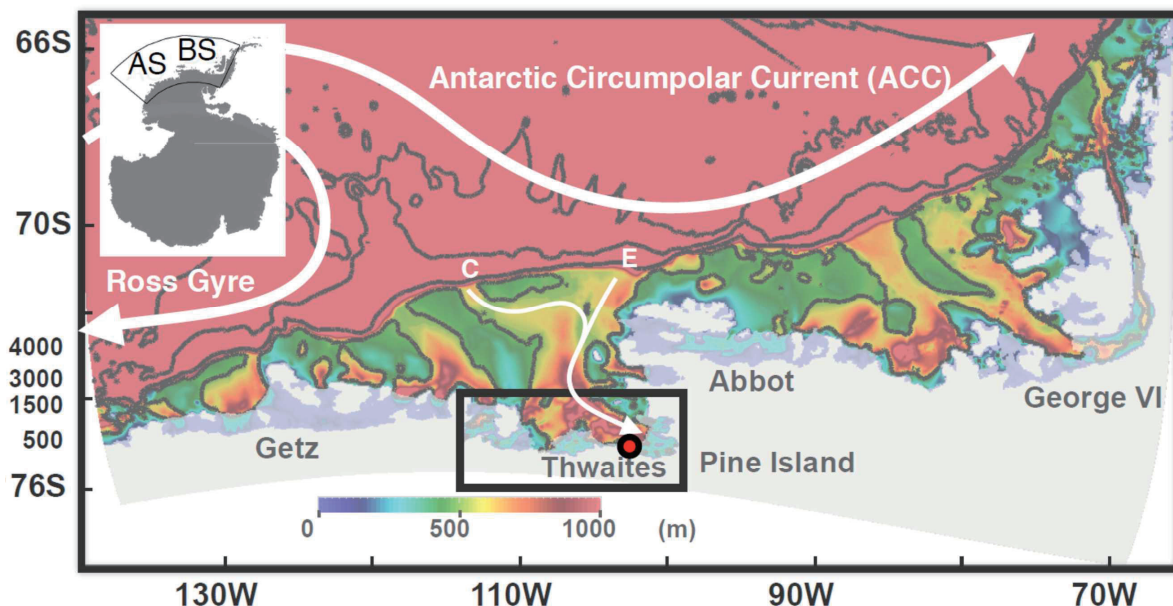 66S
AS BS
Antarctic Circumpolar Current (ACC)
70S
Ross Gyre
C
E
4000
3000
1500
500
Abbot
George VI
Getz
Thwaites
Pine Island
76S
0 500 1000 (m)
130W 110W 90W 70W